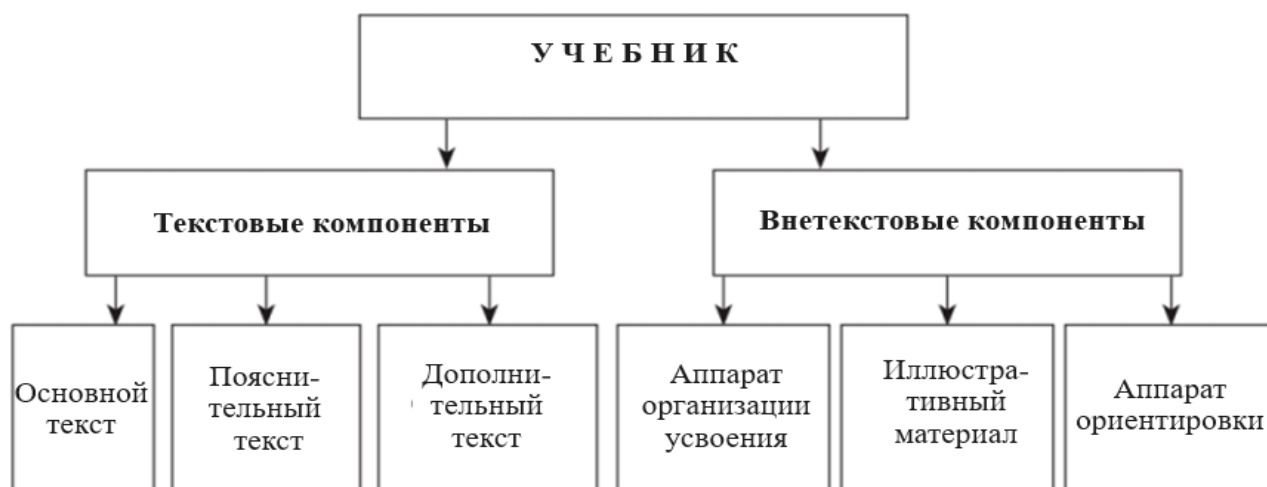 У Ч Е Б Н И К
Текстовые компоненты
Внетекстовые компоненты
Основной
текст
Поясни-
тельный
текст
Дополни-
тельный
текст
Аппарат
организации
усвоения
Иллюстра-
тивный
материал
Аппарат
ориентировки